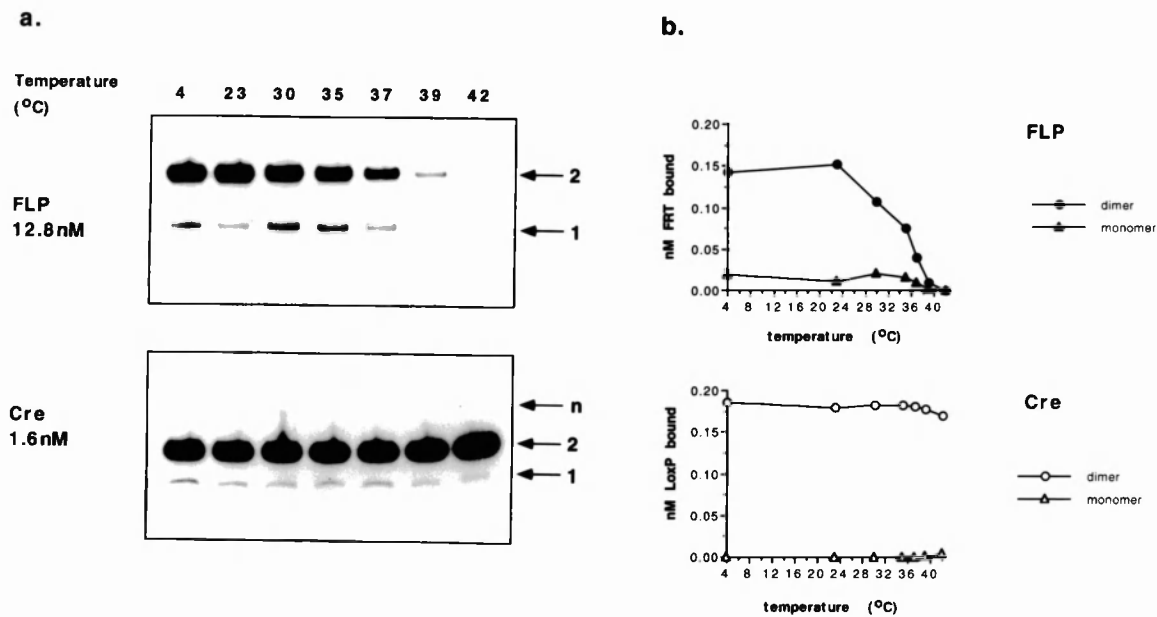 a.
Temperature
(°C)
4 23 30 35 37 39 42
FLP
12.8nM
2
1
Cre
1.6nM
n
2
1
b.
FLP
nM FRT bound
0.20
0.15
0.10
0.05
0.00
4 8 12 16 20 24 28 32 36 40
temperature (°C)
dimer
monomer
Cre
nM LoxP bound
0.20
0.15
0.10
0.05
0.00
4 8 12 16 20 24 28 32 36 40
temperature (°C)
dimer
monomer